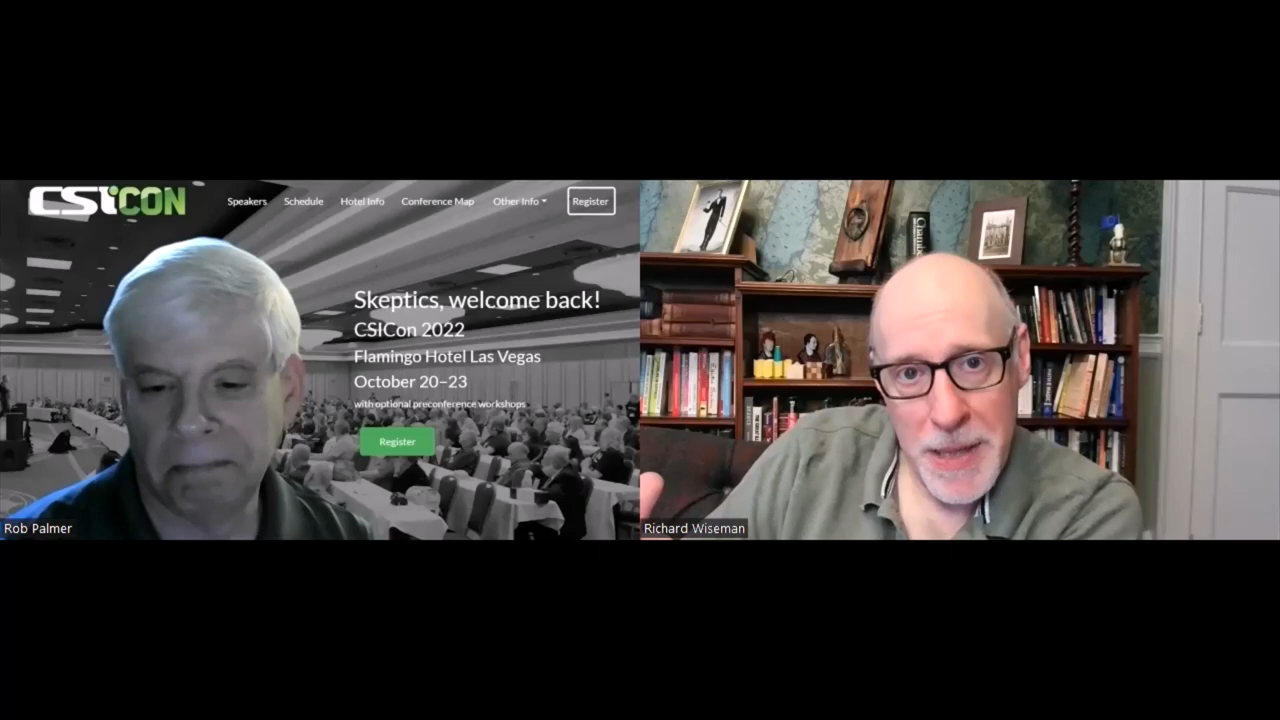 CSICON
Speakers Schedule Hotel Info Conference Map Other Info Register
Skeptics, welcome back!
CSICon 2022
Flamingo Hotel Las Vegas
October 20–23
with optional preconference workshops
Register
Rob Palmer
Richard Wiseman